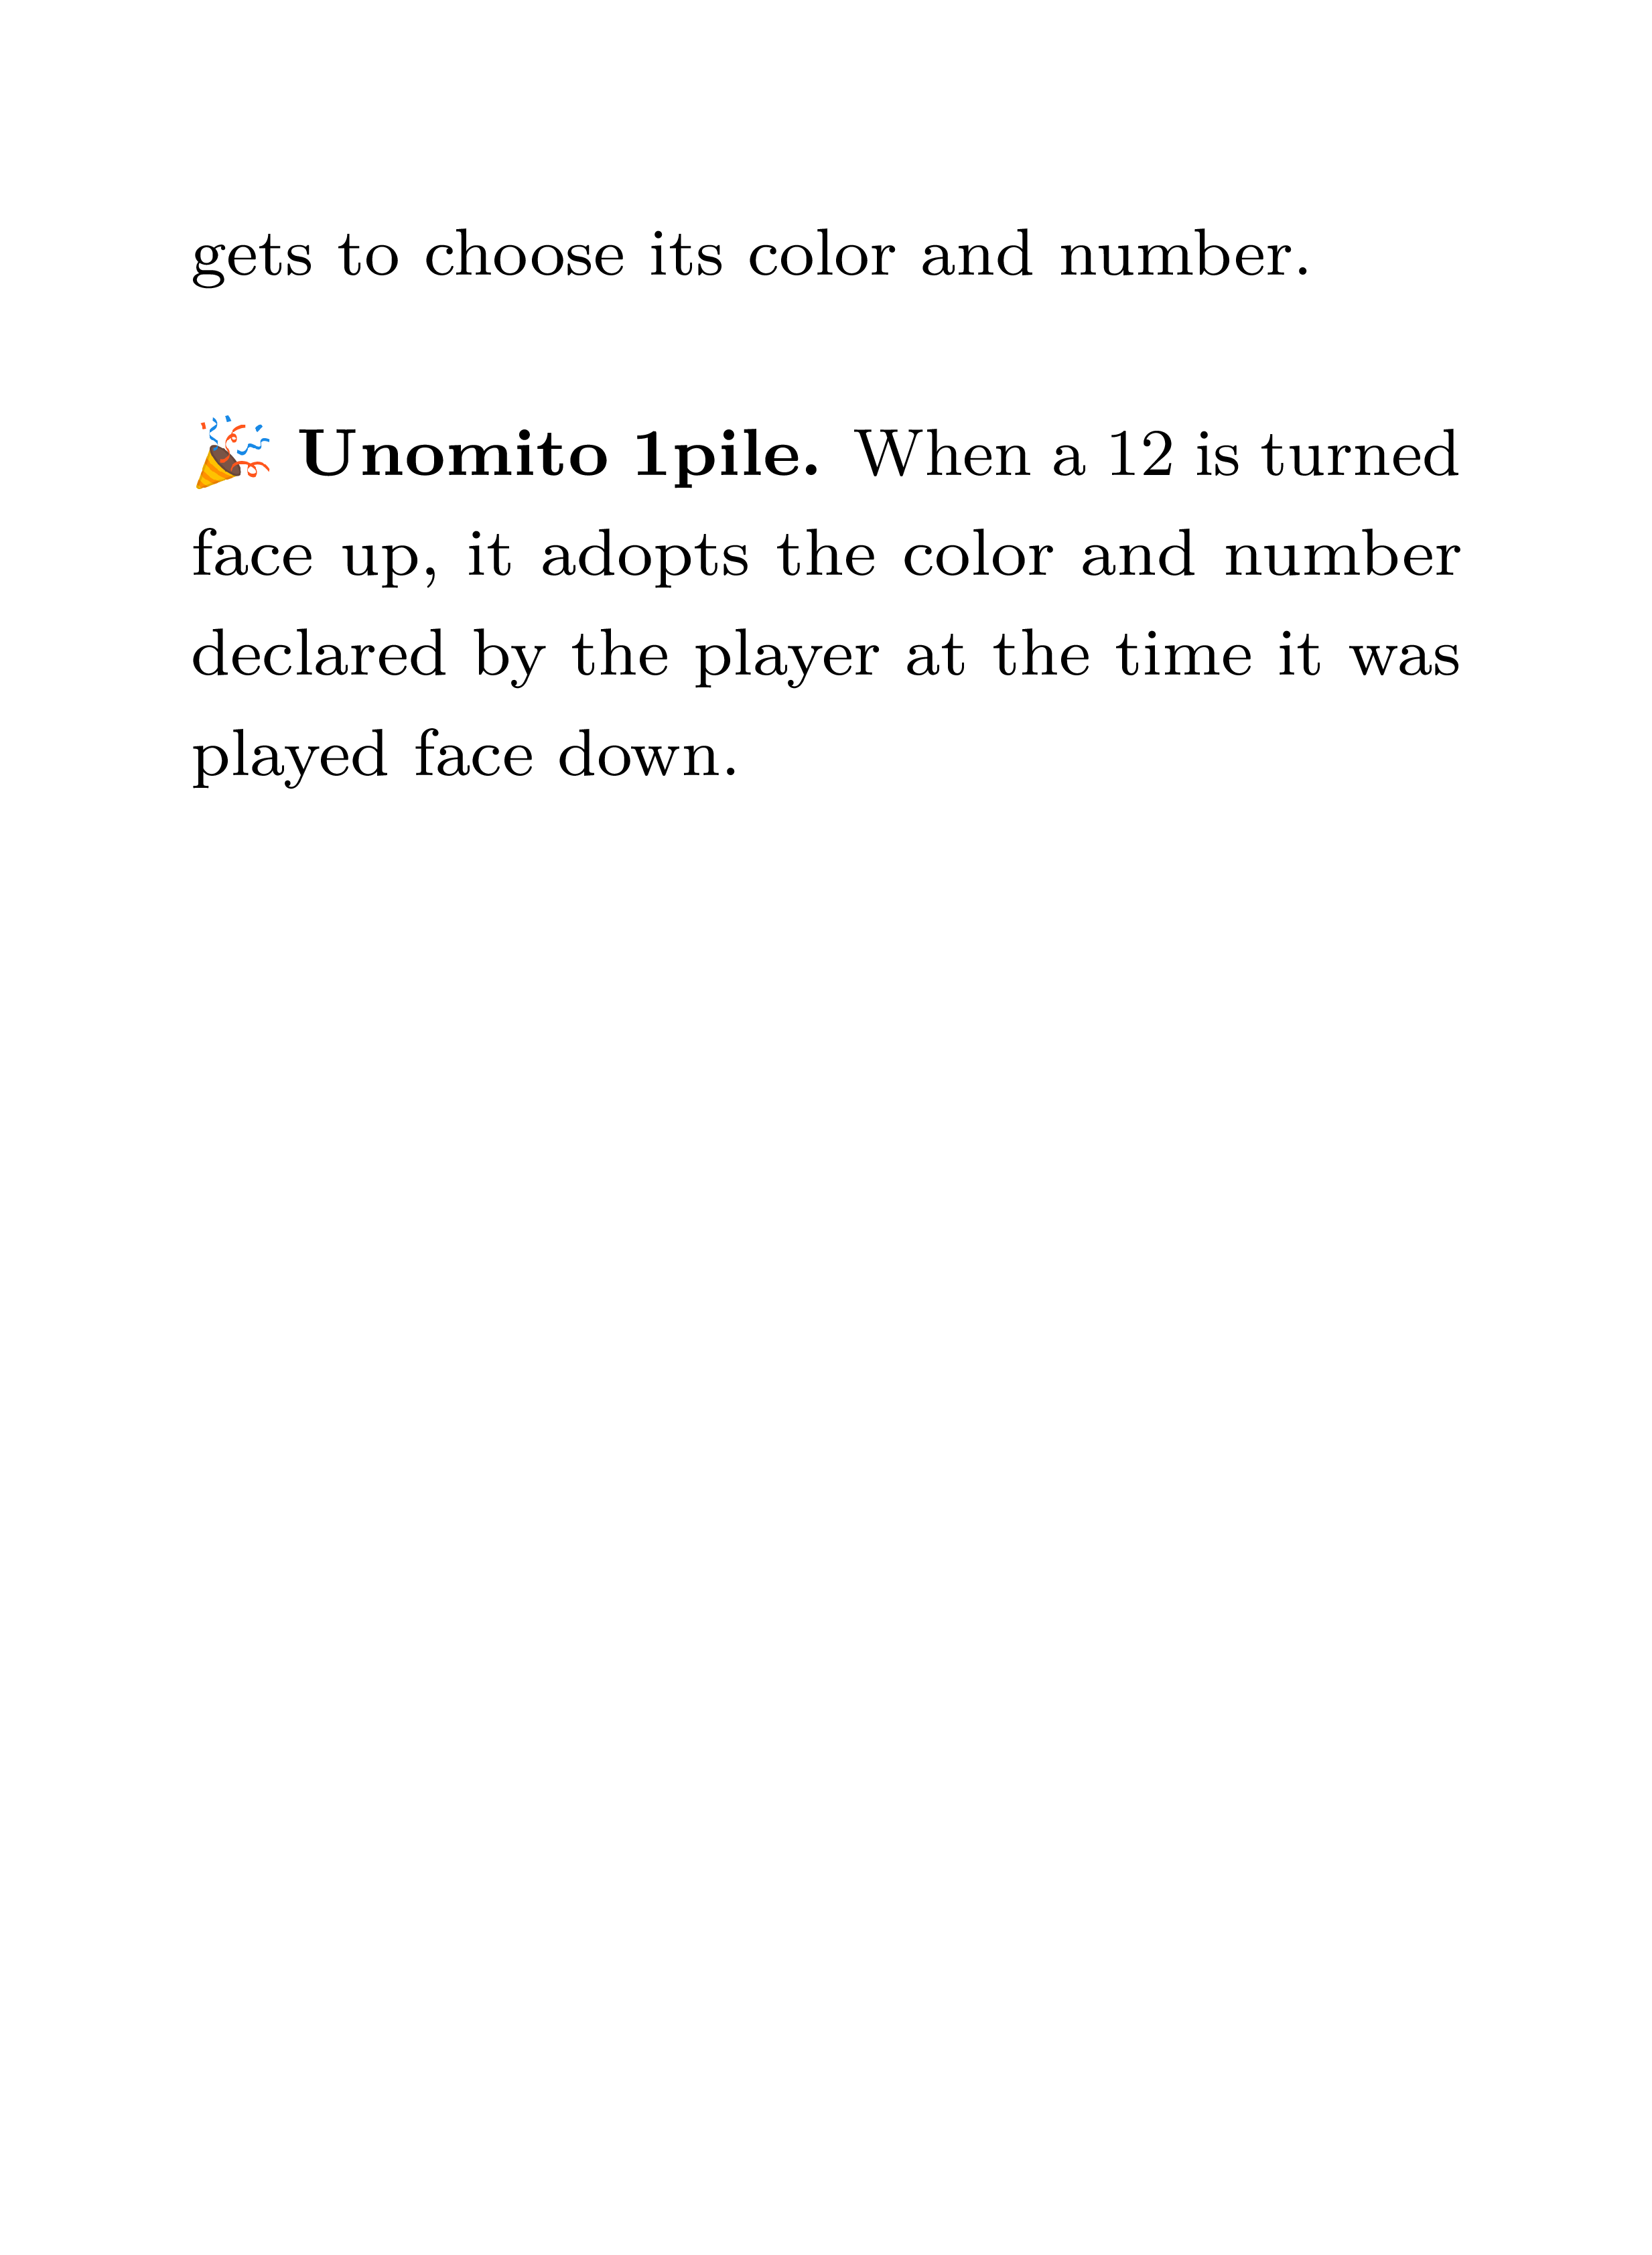 gets to choose its color and number.
🎉 Unomito 1pile. When a 12 is turned
face up, it adopts the color and number
declared by the player at the time it was
played face down.